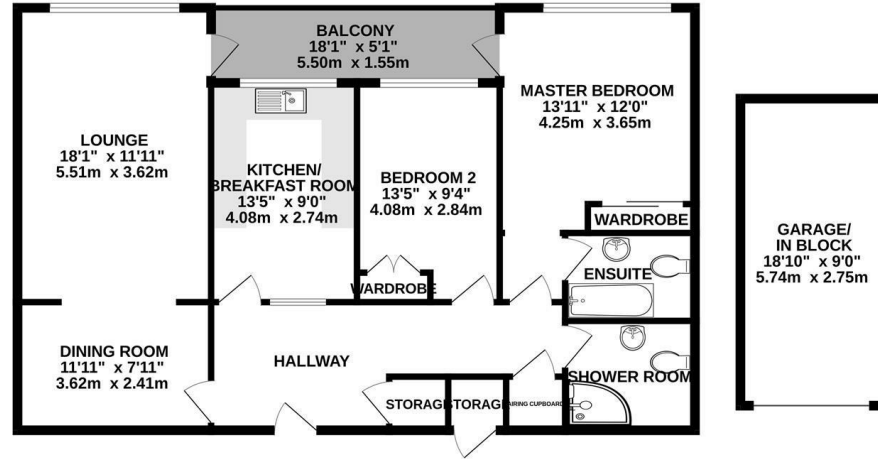 BALCONY
18'1" x 5'1"
5.50m x 1.55m
MASTER BEDROOM
13'11" x 12'0"
4.25m x 3.65m
LOUNGE
18'1" x 11'11"
5.51m x 3.62m
KITCHEN/
BREAKFAST ROOM
13'5" x 9'0"
4.08m x 2.74m
BEDROOM 2
13'5" x 9'4"
4.08m x 2.84m
WARDROBE
GARAGE/
IN BLOCK
18'10" x 9'0"
5.74m x 2.75m
ENSUITE
WARDROBE
DINING ROOM
11'11" x 7'11"
3.62m x 2.41m
HALLWAY
SHOWER ROOM
STORAGE
STORAGE
AIRING CUPBOARD